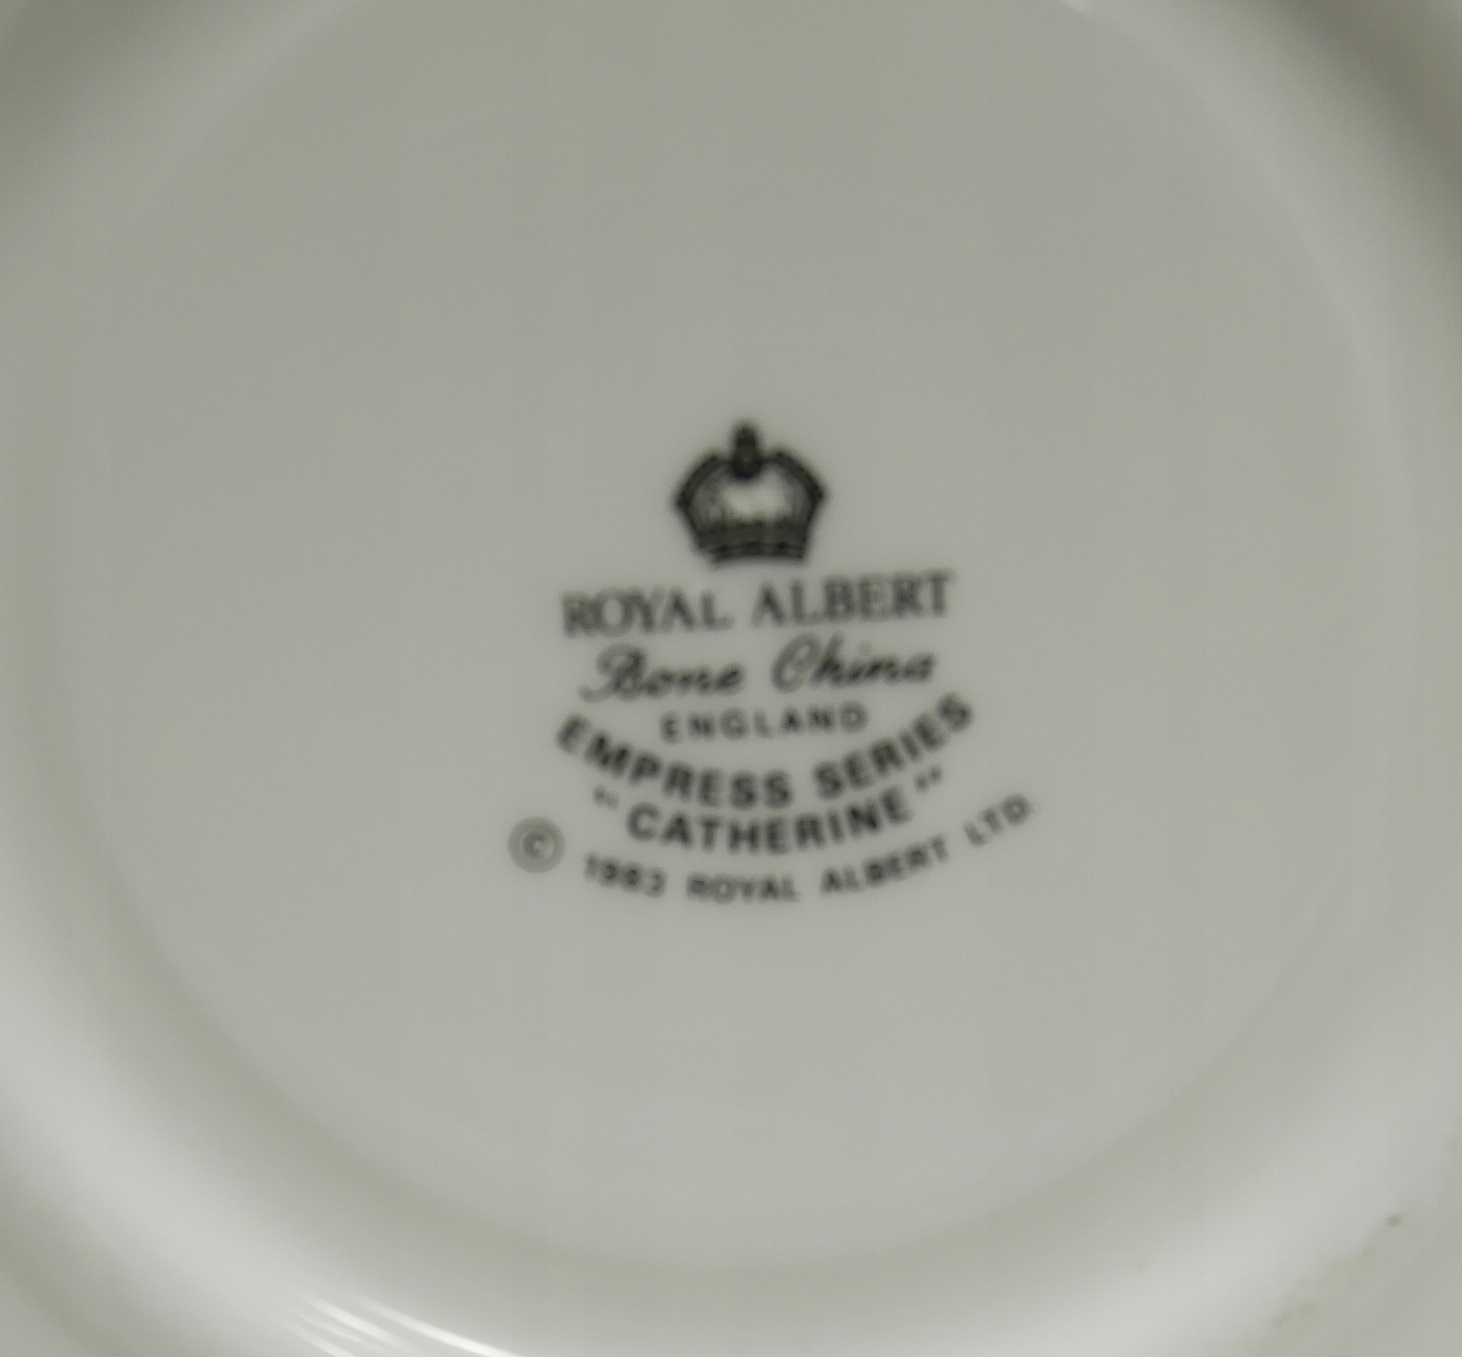 ROYAL ALBERT
Bone China
ENGLAND
EMPRESS SERIES
"CATHERINE"
© 1983 ROYAL ALBERT LTD.